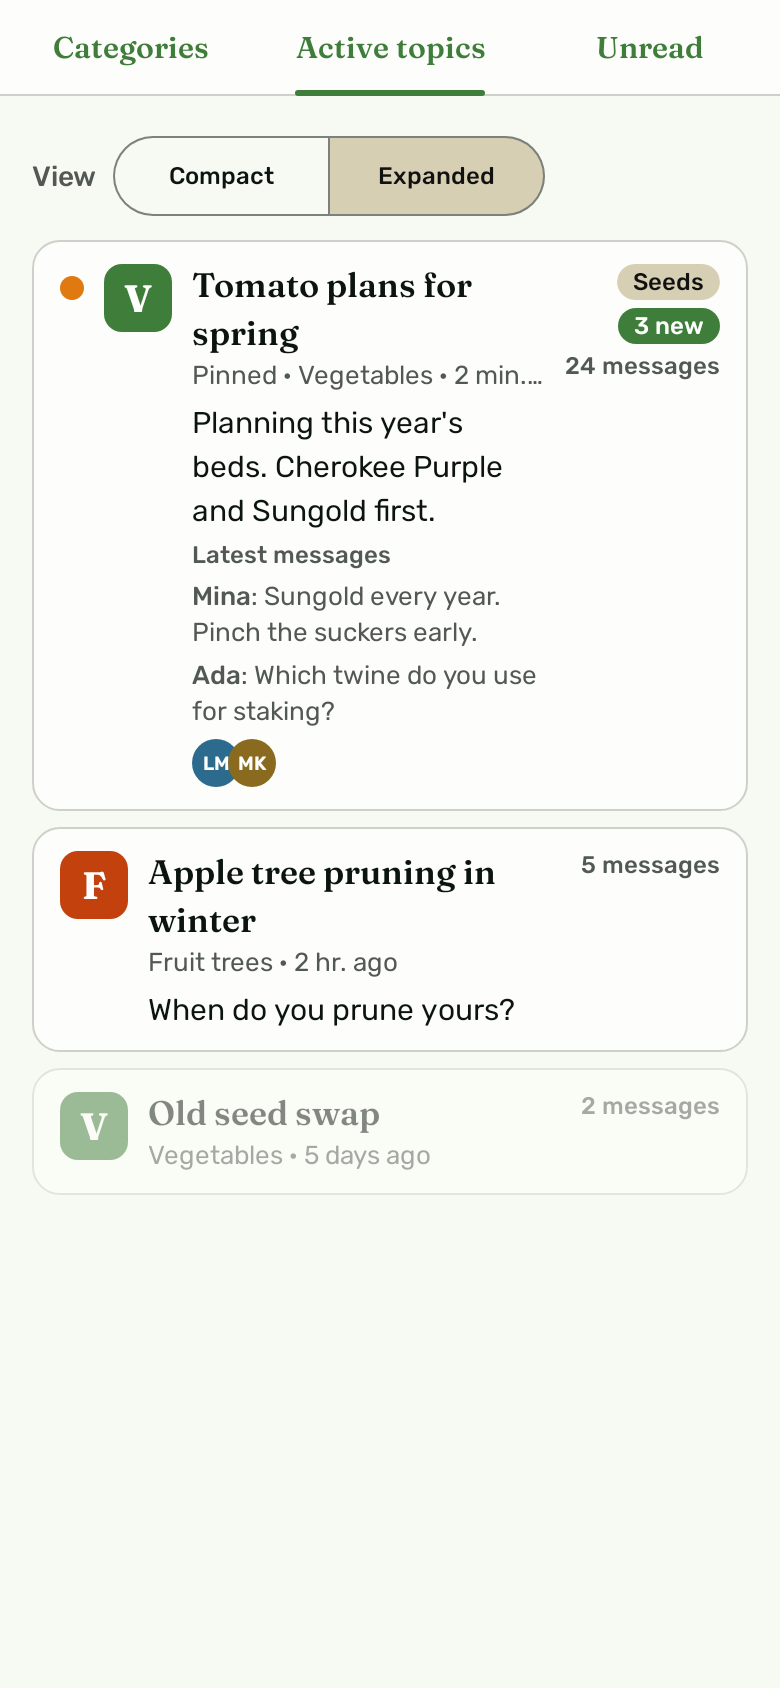 Categories
Active topics
Unread
View
Compact
Expanded
V
Tomato plans for
spring
Pinned • Vegetables • 2 min.…
Seeds
3 new
24 messages
Planning this year's
beds. Cherokee Purple
and Sungold first.
Latest messages
Mina: Sungold every year.
Pinch the suckers early.
Ada: Which twine do you use
for staking?
LM
MK
F
Apple tree pruning in
winter
5 messages
Fruit trees • 2 hr. ago
When do you prune yours?
V
Old seed swap
2 messages
Vegetables • 5 days ago